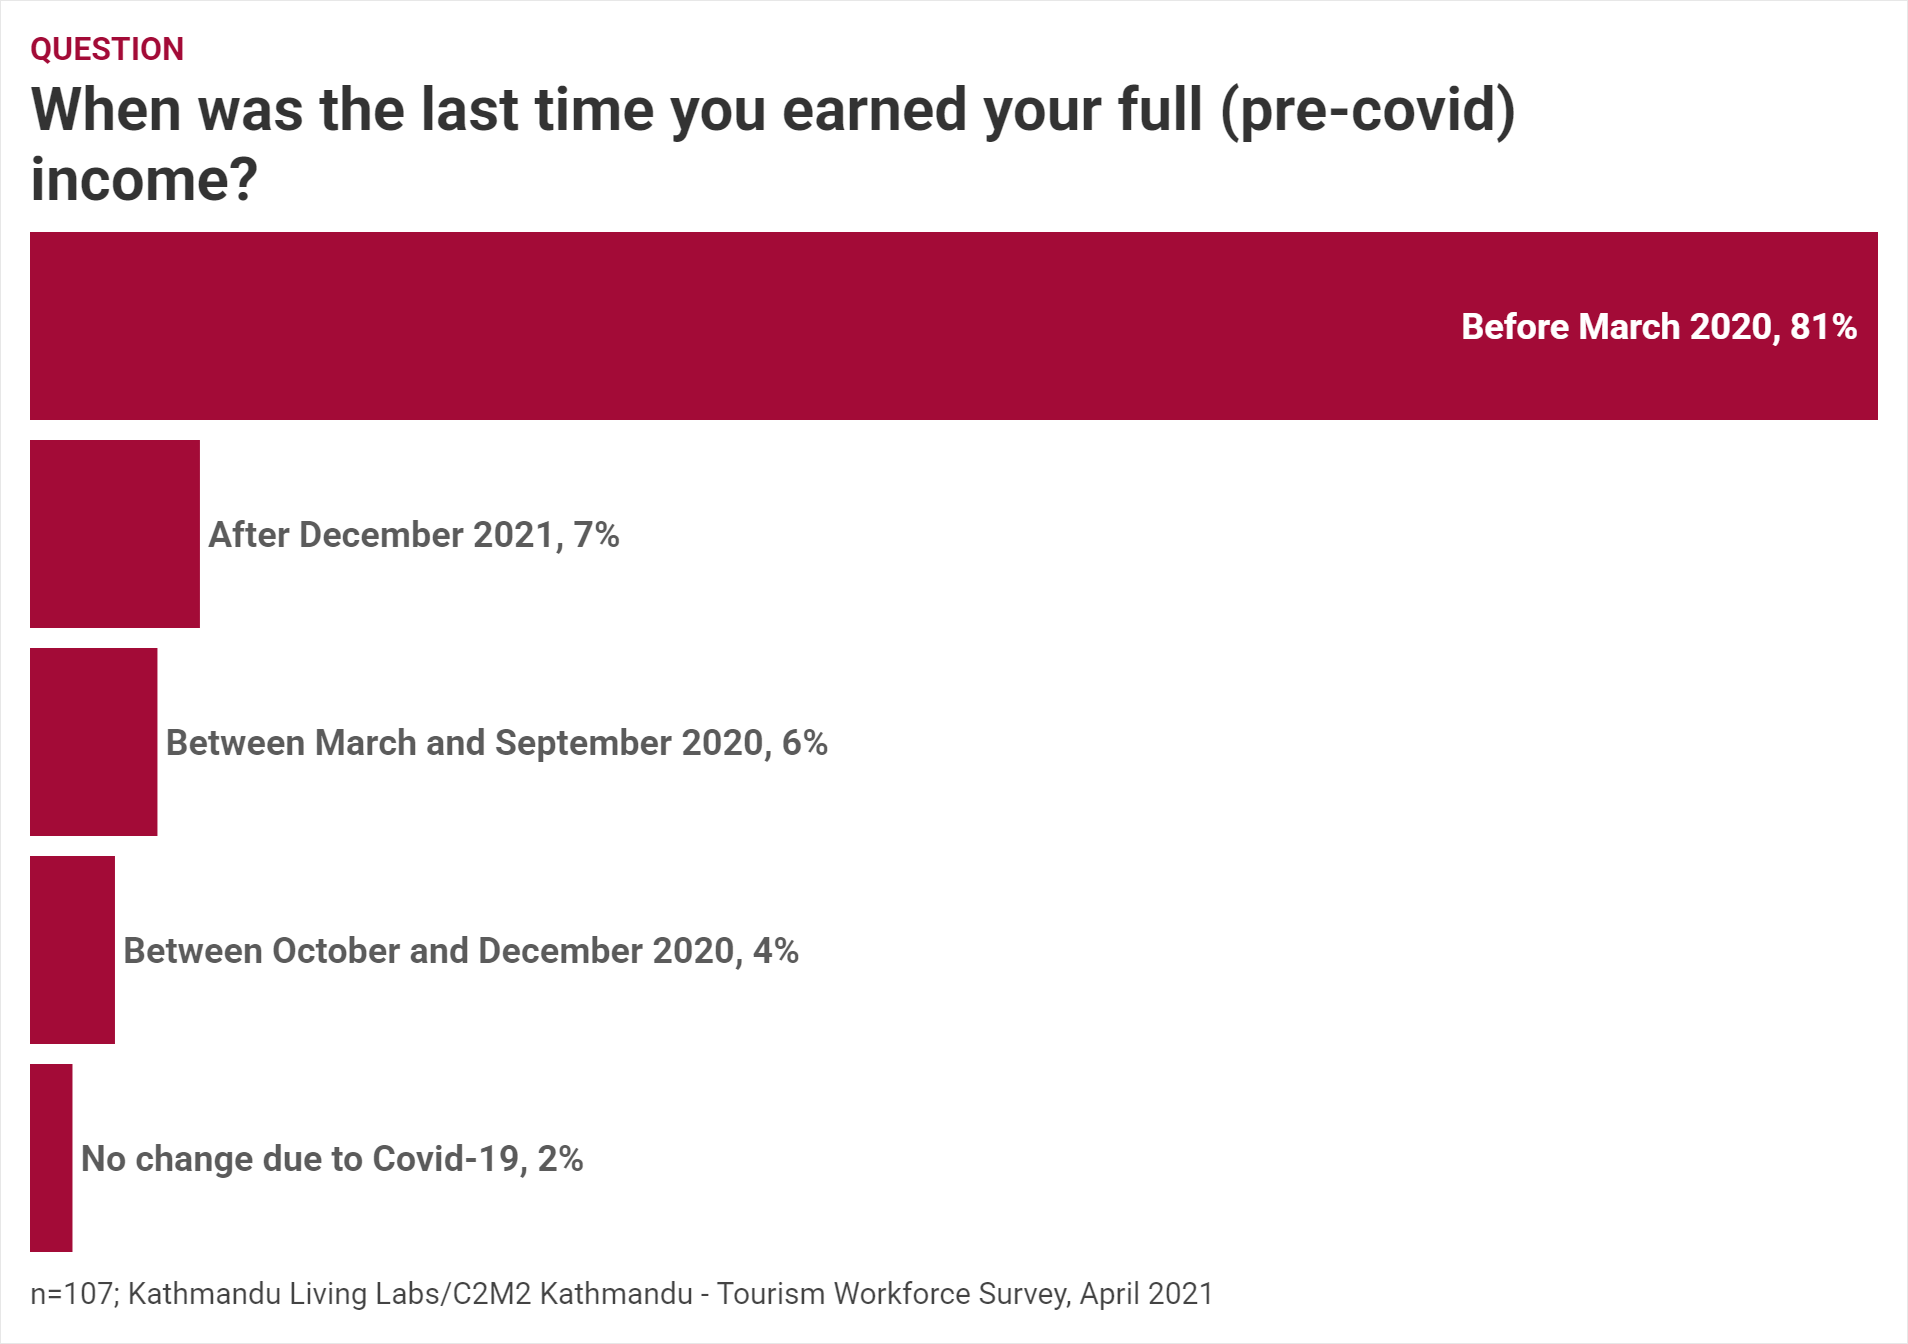 QUESTION
When was the last time you earned your full (pre-covid)
income?
Before March 2020, 81%
After December 2021, 7%
Between March and September 2020, 6%
Between October and December 2020, 4%
No change due to Covid-19, 2%
n=107; Kathmandu Living Labs/C2M2 Kathmandu - Tourism Workforce Survey, April 2021